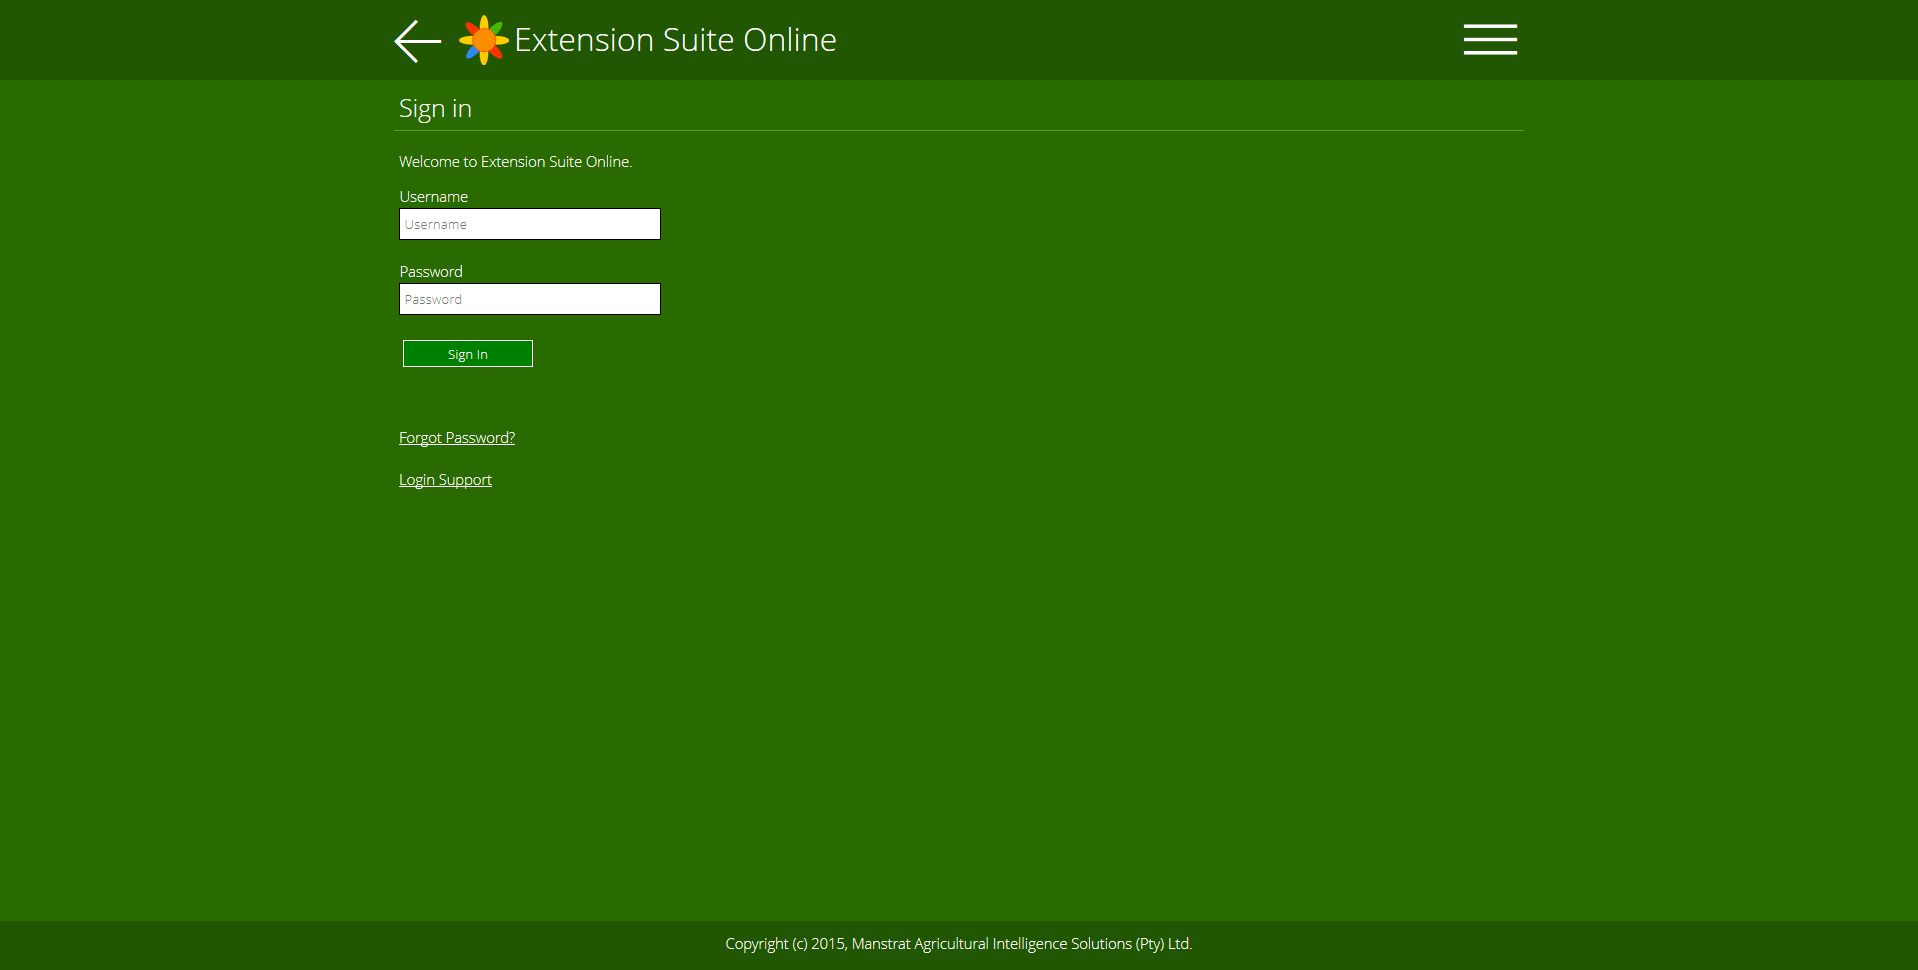 Extension Suite Online
Sign in
Welcome to Extension Suite Online.
Username
Username
Password
Password
Sign In
Forgot Password?
Login Support
Copyright (c) 2015, Manstrat Agricultural Intelligence Solutions (Pty) Ltd.